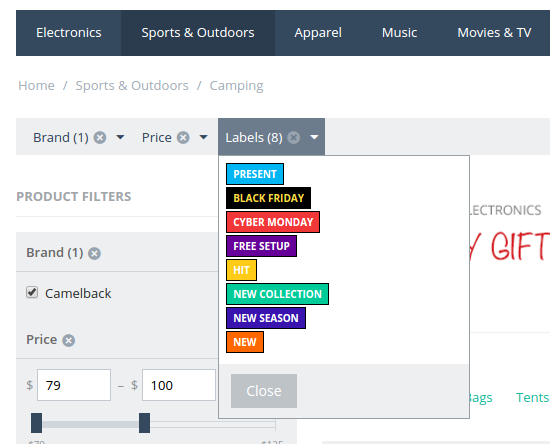 Electronics Sports & Outdoors Apparel Music Movies & TV
Home / Sports & Outdoors / Camping
Brand (1) Price Labels (8)
PRODUCT FILTERS
Brand (1)
Camelback
Price
$ 79 – $ 100
PRESENT
BLACK FRIDAY
CYBER MONDAY
FREE SETUP
HIT
NEW COLLECTION
NEW SEASON
NEW
Close
LECTRONICS
Y GIFT
Bags Tents